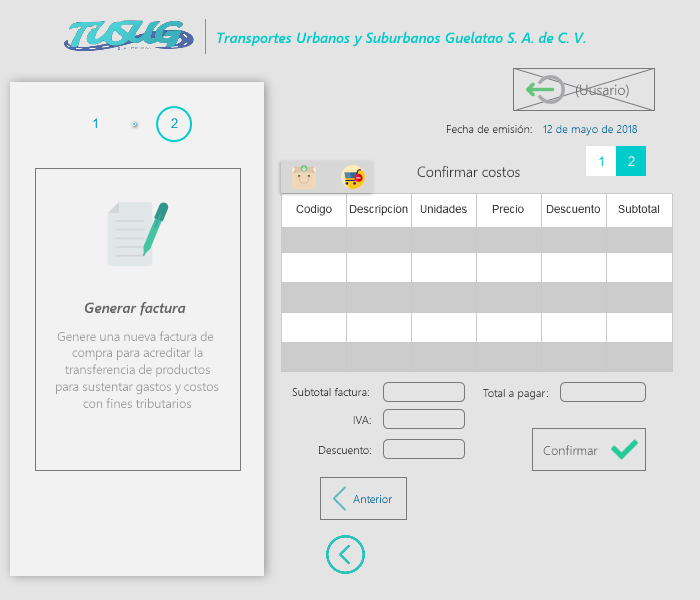 TUSUG
Transportes Urbanos y Suburbanos Guelatao S. A. de C. V.
(Uusario)
Fecha de emisión: 12 de mayo de 2018
1 2
1 2
Confirmar costos
Codigo Descripcion Unidades Precio Descuento Subtotal
Generar factura
Genere una nueva factura de
compra para acreditar la
transferencia de productos
para sustentar gastos y costos
con fines tributarios
Subtotal factura: Total a pagar:
IVA:
Descuento:
Confirmar
Anterior